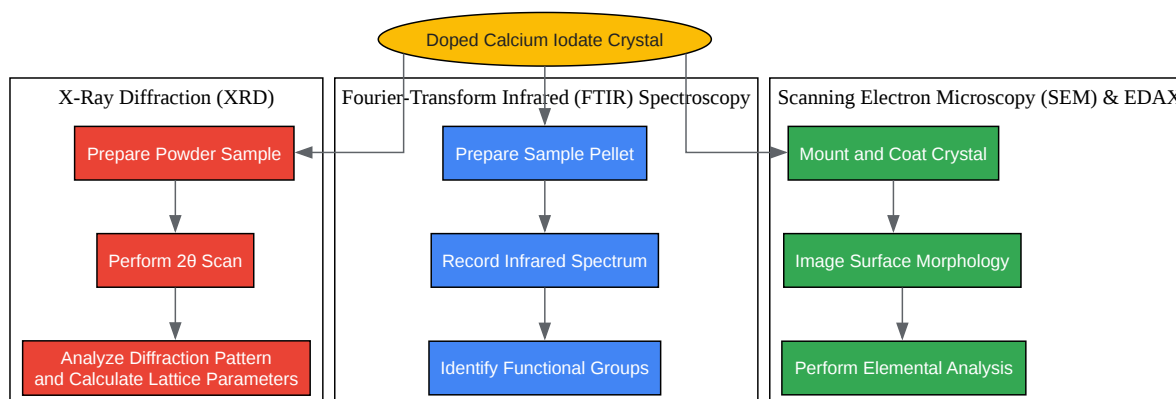 Doped Calcium Iodate Crystal
X-Ray Diffraction (XRD)
Prepare Powder Sample
Perform 2θ Scan
Analyze Diffraction Pattern
and Calculate Lattice Parameters
Fourier-Transform Infrared (FTIR) Spectroscopy
Prepare Sample Pellet
Record Infrared Spectrum
Identify Functional Groups
Scanning Electron Microscopy (SEM) & EDAX
Mount and Coat Crystal
Image Surface Morphology
Perform Elemental Analysis